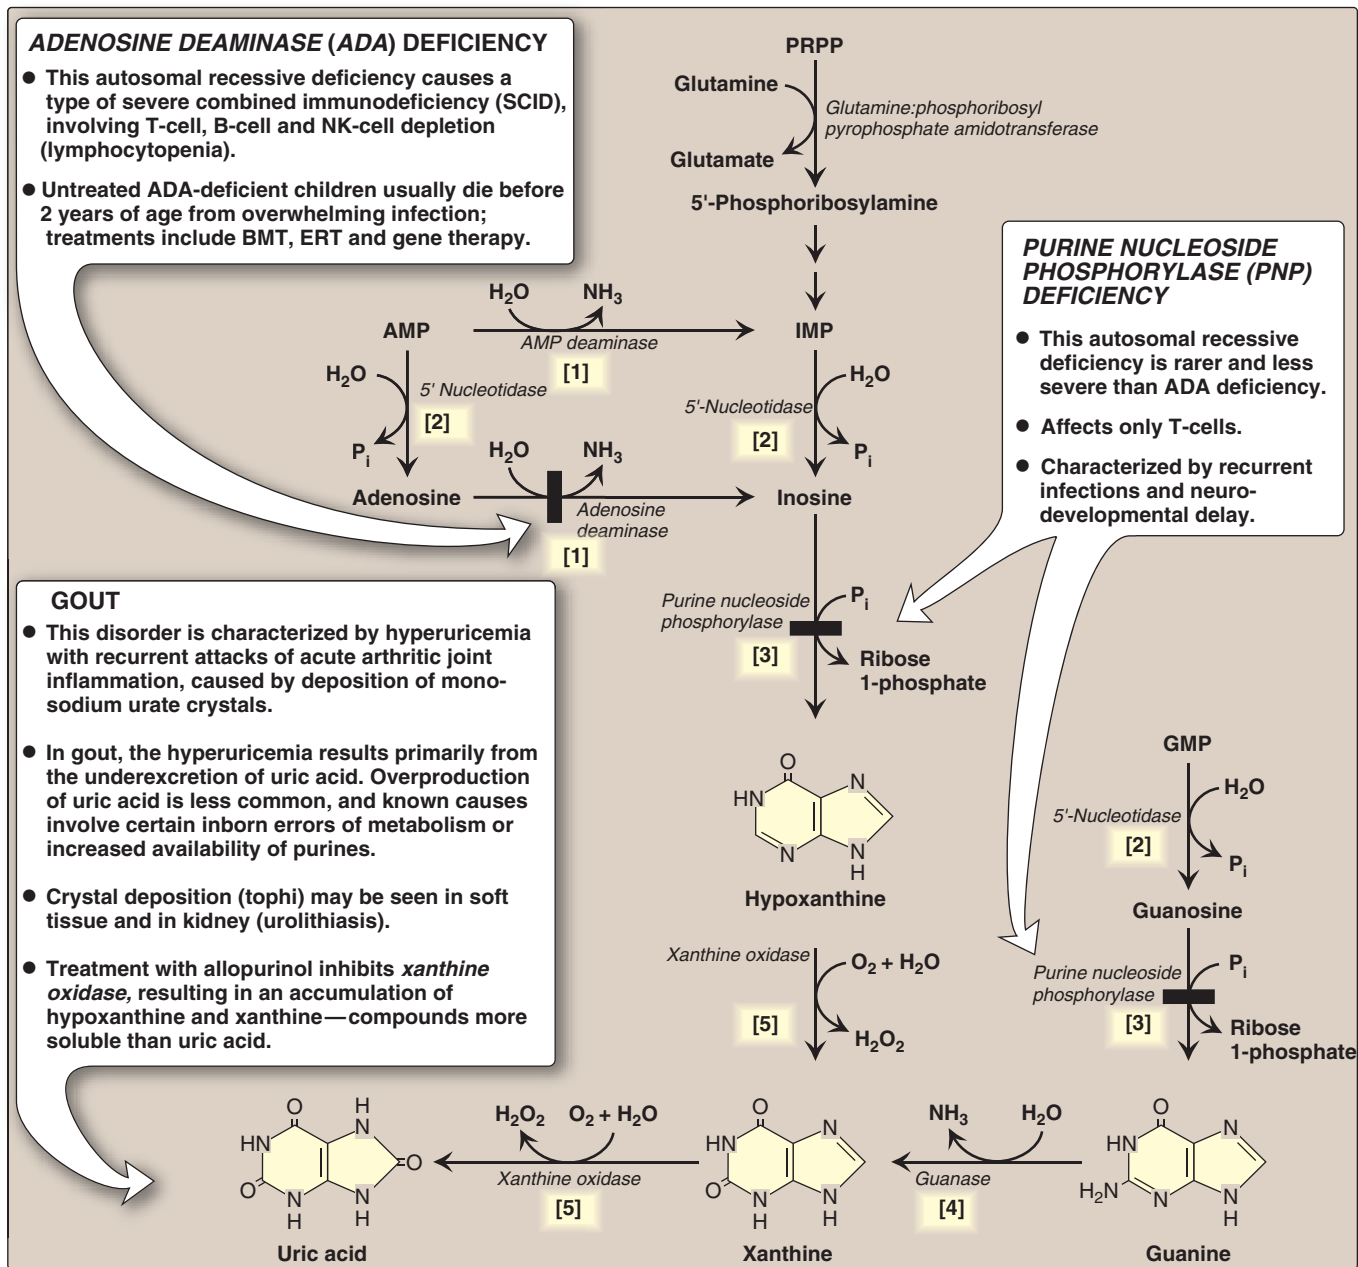 ADENOSINE DEAMINASE (ADA) DEFICIENCY
● This autosomal recessive deficiency causes a
type of severe combined immunodeficiency (SCID),
involving T-cell, B-cell and NK-cell depletion
(lymphocytopenia).
● Untreated ADA-deficient children usually die before
2 years of age from overwhelming infection;
treatments include BMT, ERT and gene therapy.
PRPP
Glutamine
Glutamine:phosphoribosyl
pyrophosphate amidotransferase
Glutamate
5'-Phosphoribosylamine
PURINE NUCLEOSIDE
PHOSPHORYLASE (PNP)
DEFICIENCY
● This autosomal recessive
deficiency is rarer and less
severe than ADA deficiency.
● Affects only T-cells.
● Characterized by recurrent
infections and neuro-
developmental delay.
H2O NH3
AMP IMP
AMP deaminase
[1]
H2O
5' Nucleotidase
[2]
Pi
H2O
5'-Nucleotidase
[2]
Pi
H2O NH3
Adenosine Inosine
Adenosine
deaminase
[1]
Purine nucleoside
phosphorylase
Pi
[3]
Ribose
1-phosphate
GOUT
● This disorder is characterized by hyperuricemia
with recurrent attacks of acute arthritic joint
inflammation, caused by deposition of mono-
sodium urate crystals.
● In gout, the hyperuricemia results primarily from
the underexcretion of uric acid. Overproduction
of uric acid is less common, and known causes
involve certain inborn errors of metabolism or
increased availability of purines.
● Crystal deposition (tophi) may be seen in soft
tissue and in kidney (urolithiasis).
● Treatment with allopurinol inhibits xanthine
oxidase, resulting in an accumulation of
hypoxanthine and xanthine—compounds more
soluble than uric acid.
O
HN
N
N
N
H
Hypoxanthine
GMP
H2O
5'-Nucleotidase
[2]
Pi
Guanosine
Xanthine oxidase
O2 + H2O
[5]
H2O2
Purine nucleoside
phosphorylase
Pi
[3]
Ribose
1-phosphate
O
HN
H
N
O
O
N
H
N
H
Uric acid
H2O2 O2 + H2O
Xanthine oxidase
[5]
O
HN
N
O
N
H
N
H
Xanthine
NH3 H2O
Guanase
[4]
O
HN
N
H2N
N
N
H
Guanine